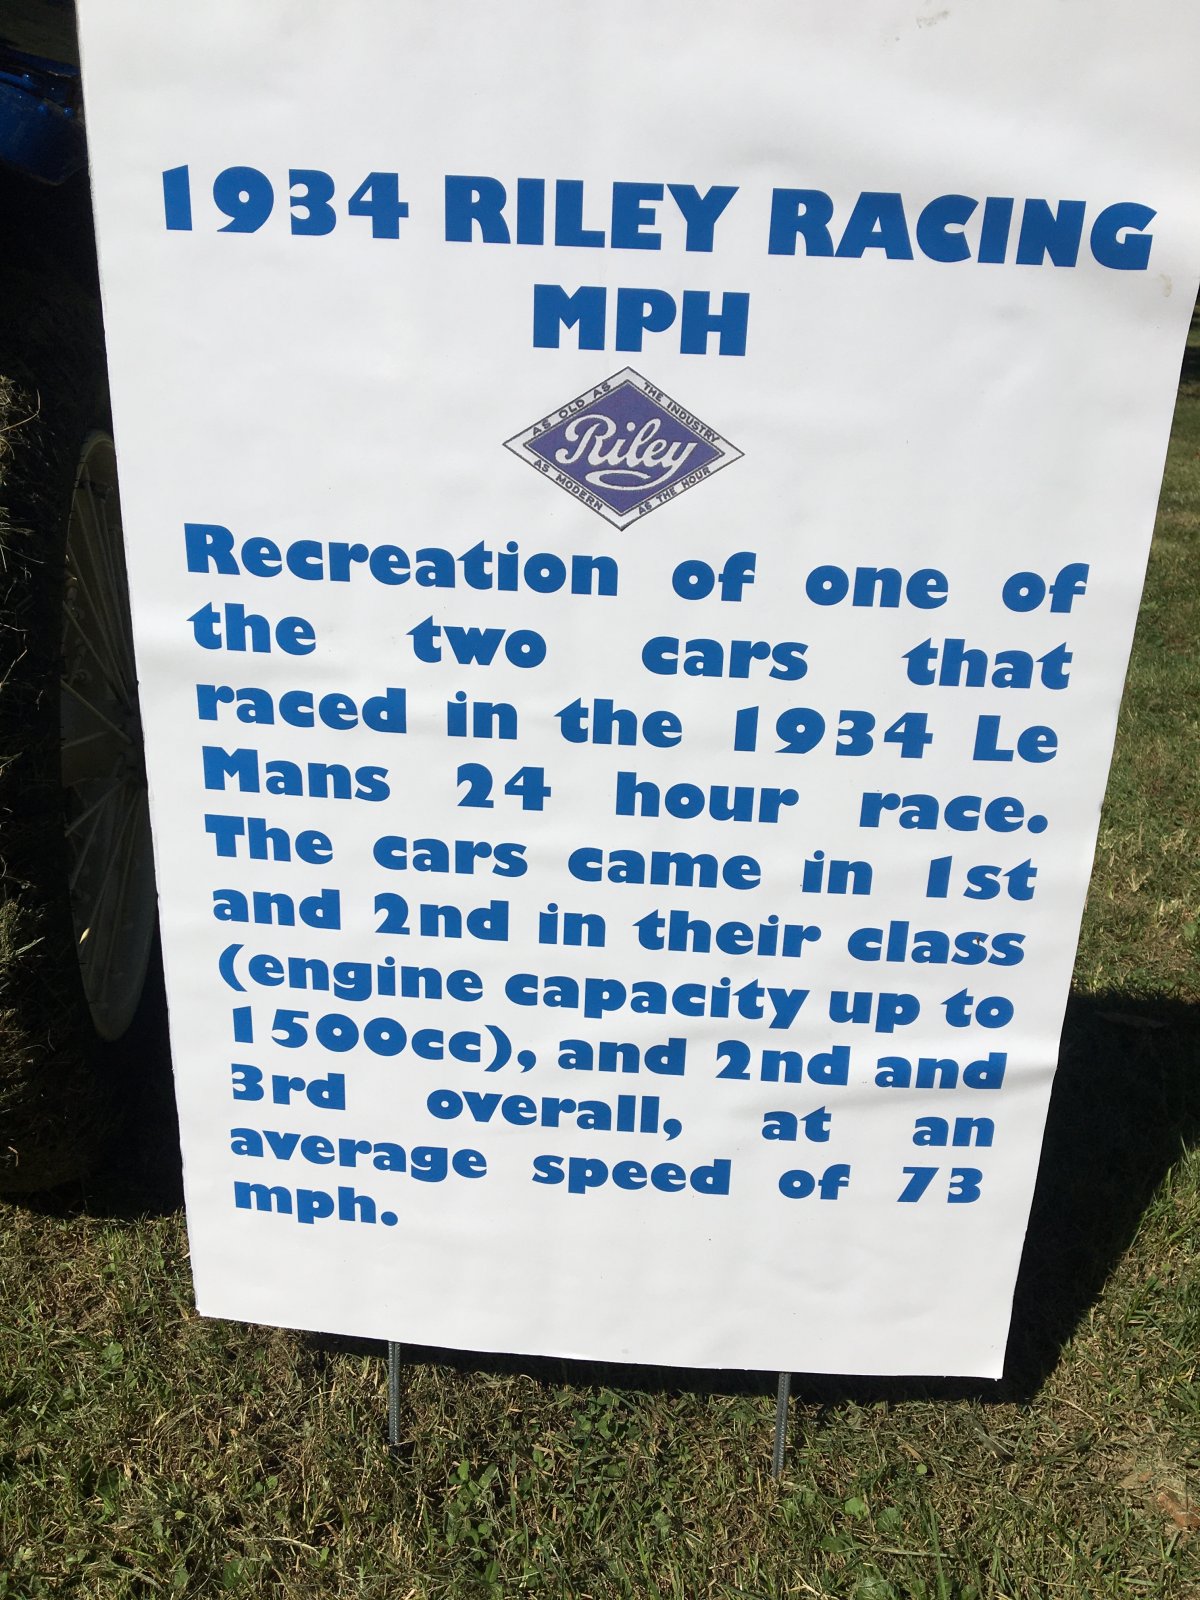 1934 RILEY RACING
MPH
AS OLD AS THE INDUSTRY
Riley
AS MODERN AS THE HOUR
Recreation of one of
the two cars that
raced in the 1934 Le
Mans 24 hour race.
The cars came in 1st
and 2nd in their class
(engine capacity up to
1500cc), and 2nd and
3rd overall, at an
average speed of 73
mph.